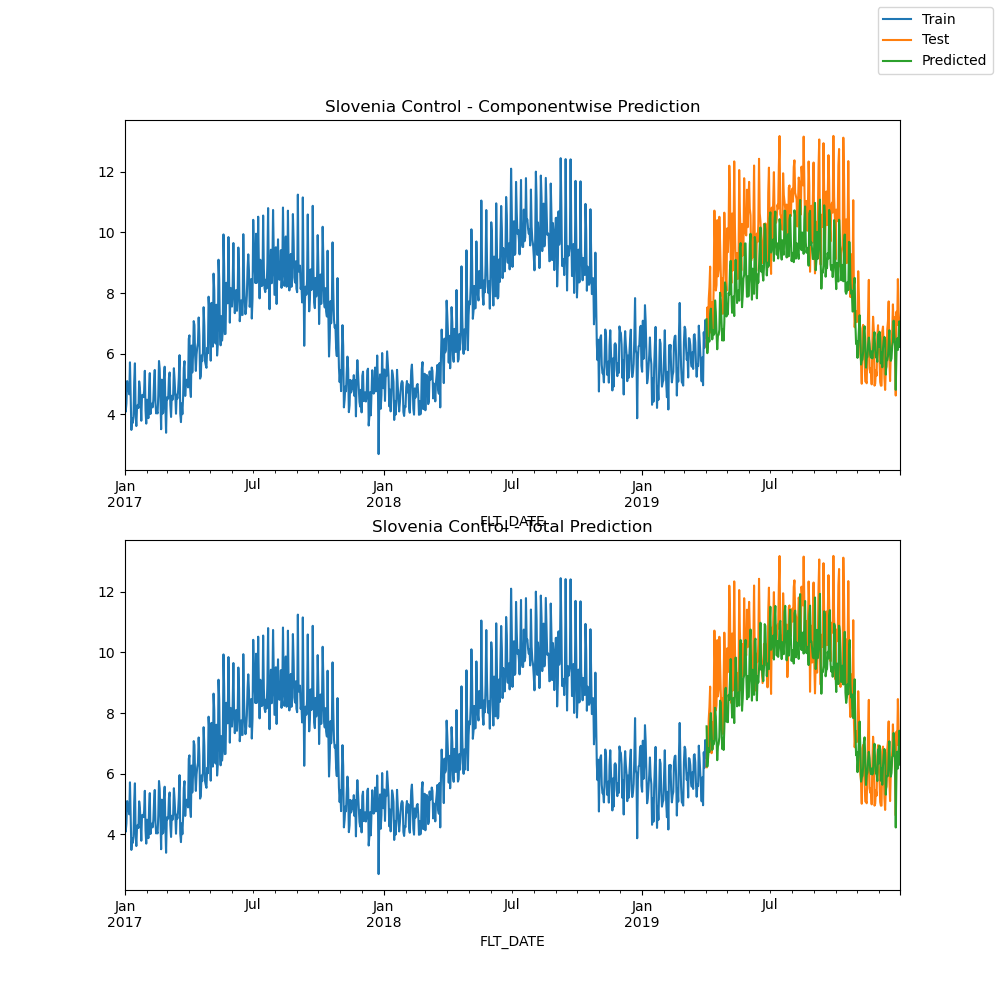 Train
Test
Predicted
Slovenia Control - Componentwise Prediction
12
10
8
6
4
Jan Jul Jan Jul Jan Jul
2017 2018 2019
FLT_DATE
Slovenia Control - Total Prediction
12
10
8
6
4
Jan Jul Jan Jul Jan Jul
2017 2018 2019
FLT_DATE